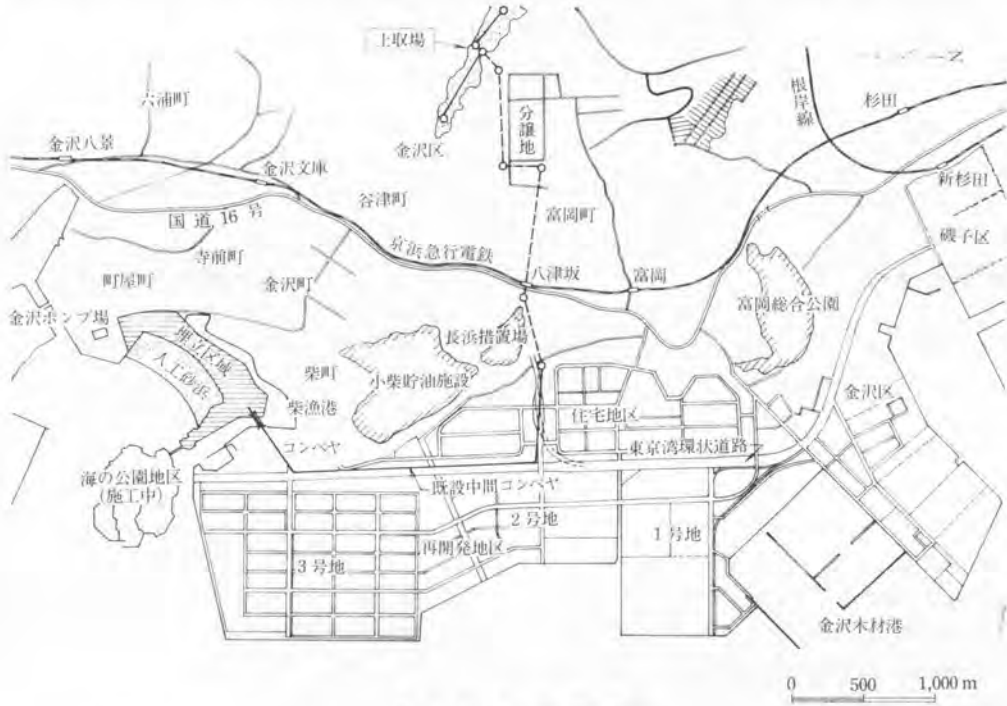 土取場
六浦町
金沢八景
金沢文庫
金沢区
分譲地
根岸線
杉田
新杉田
谷津町
富岡町
国道16号
寺前町
京浜急行電鉄
磯子区
町屋町
金沢町
八津坂
富岡
富岡総合公園
金沢ポンプ場
長浜措置場
埋立区域
人工砂浜
柴町
小柴貯油施設
住宅地区
金沢区
柴漁港
コンベヤ
東京湾環状道路
海の公園地区
(施工中)
既設中間コンベヤ
2号地
1号地
再開発地区
3号地
金沢木材港
0 500 1,000m